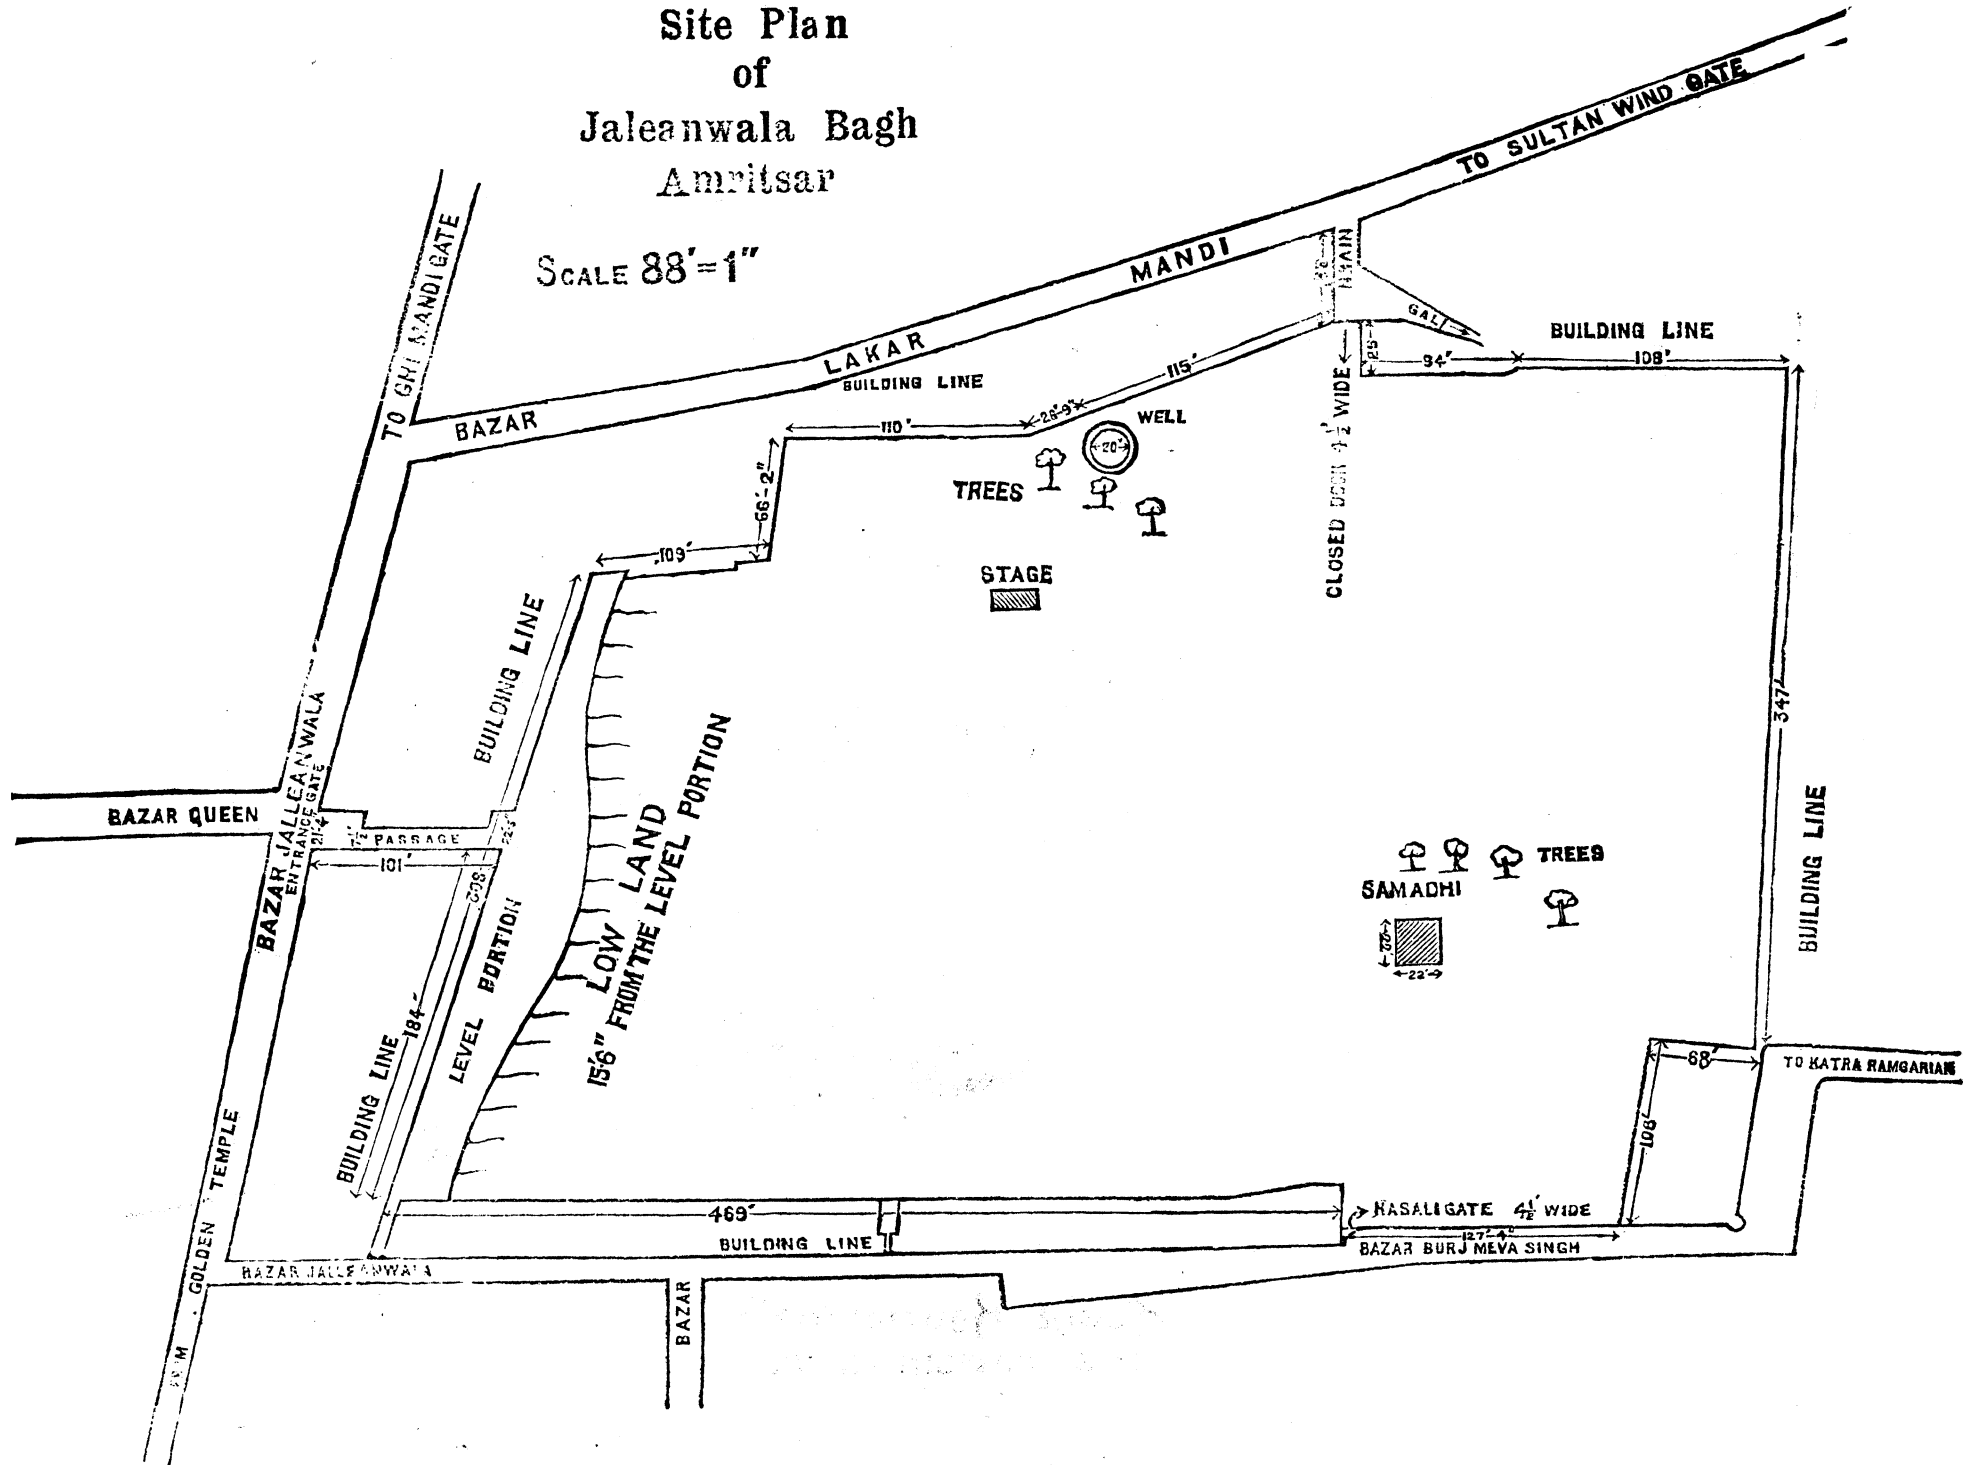 Site Plan
of
Jaleanwala Bagh
Amritsar
SCALE 88'=1"
TO SULTAN WIND GATE
TO GHI MANDI GATE
BAZAR
LAKAR
MANDI
BUILDING LINE
GALI
BUILDING LINE
25'
94'
108'
115'
28'-9"
110'
WELL
20'
TREES
66'-2"
109'
STAGE
CLOSED DOOR 4½' WIDE
BUILDING LINE
347'
BUILDING LINE
BAZAR QUEEN
BAZAR JALLEANWALA
ENTRANCE GATE
PASSAGE
101'
LEVEL PORTION
LOW LAND
15'6" FROM THE LEVEL PORTION
BUILDING LINE
184'
TREES
SAMADHI
22'-9
68'
TO KATRA RAMGARIAN
108'
469'
BUILDING LINE
HASALI GATE 4½' WIDE
127'-4"
BAZAR BURJ MEVA SINGH
BAZAR JALLEANWALA
GOLDEN TEMPLE
BAZAR